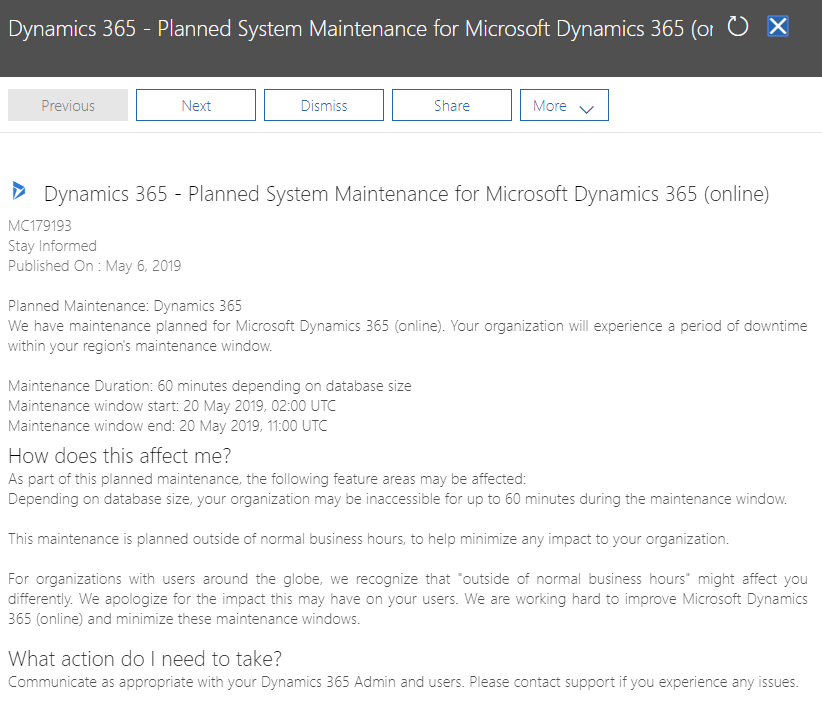 Dynamics 365 - Planned System Maintenance for Microsoft Dynamics 365 (or
Previous
Next
Dismiss
Share
More
Dynamics 365 - Planned System Maintenance for Microsoft Dynamics 365 (online)
MC179193
Stay Informed
Published On : May 6, 2019
Planned Maintenance: Dynamics 365
We have maintenance planned for Microsoft Dynamics 365 (online). Your organization will experience a period of downtime
within your region's maintenance window.
Maintenance Duration: 60 minutes depending on database size
Maintenance window start: 20 May 2019, 02:00 UTC
Maintenance window end: 20 May 2019, 11:00 UTC
How does this affect me?
As part of this planned maintenance, the following feature areas may be affected:
Depending on database size, your organization may be inaccessible for up to 60 minutes during the maintenance window.
This maintenance is planned outside of normal business hours, to help minimize any impact to your organization.
For organizations with users around the globe, we recognize that "outside of normal business hours" might affect you
differently. We apologize for the impact this may have on your users. We are working hard to improve Microsoft Dynamics
365 (online) and minimize these maintenance windows.
What action do I need to take?
Communicate as appropriate with your Dynamics 365 Admin and users. Please contact support if you experience any issues.